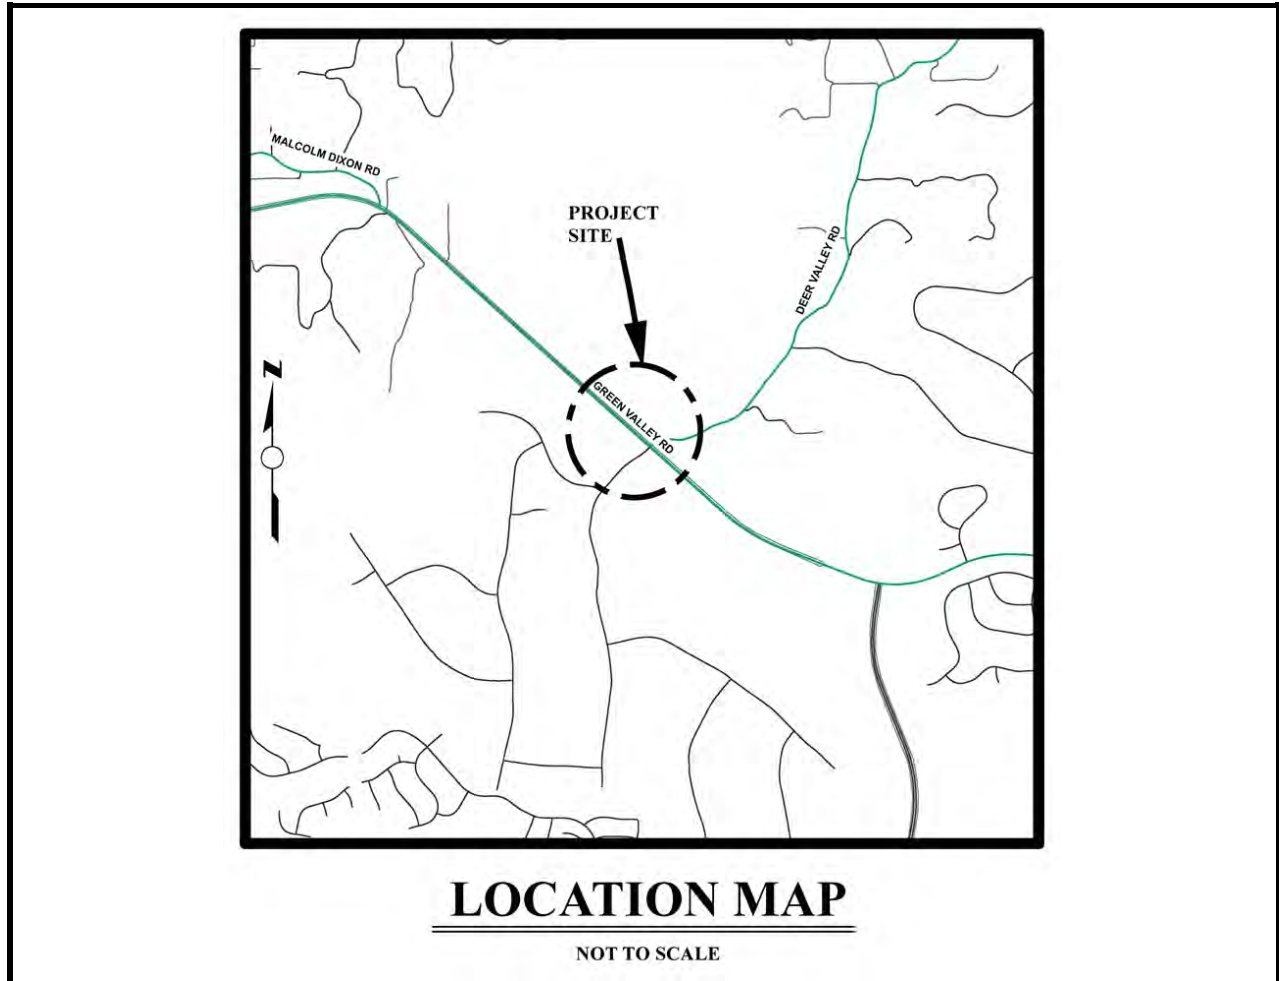 MALCOLM DIXON RD
PROJECT
SITE
DEER VALLEY RD
GREEN VALLEY RD
N
LOCATION MAP
NOT TO SCALE